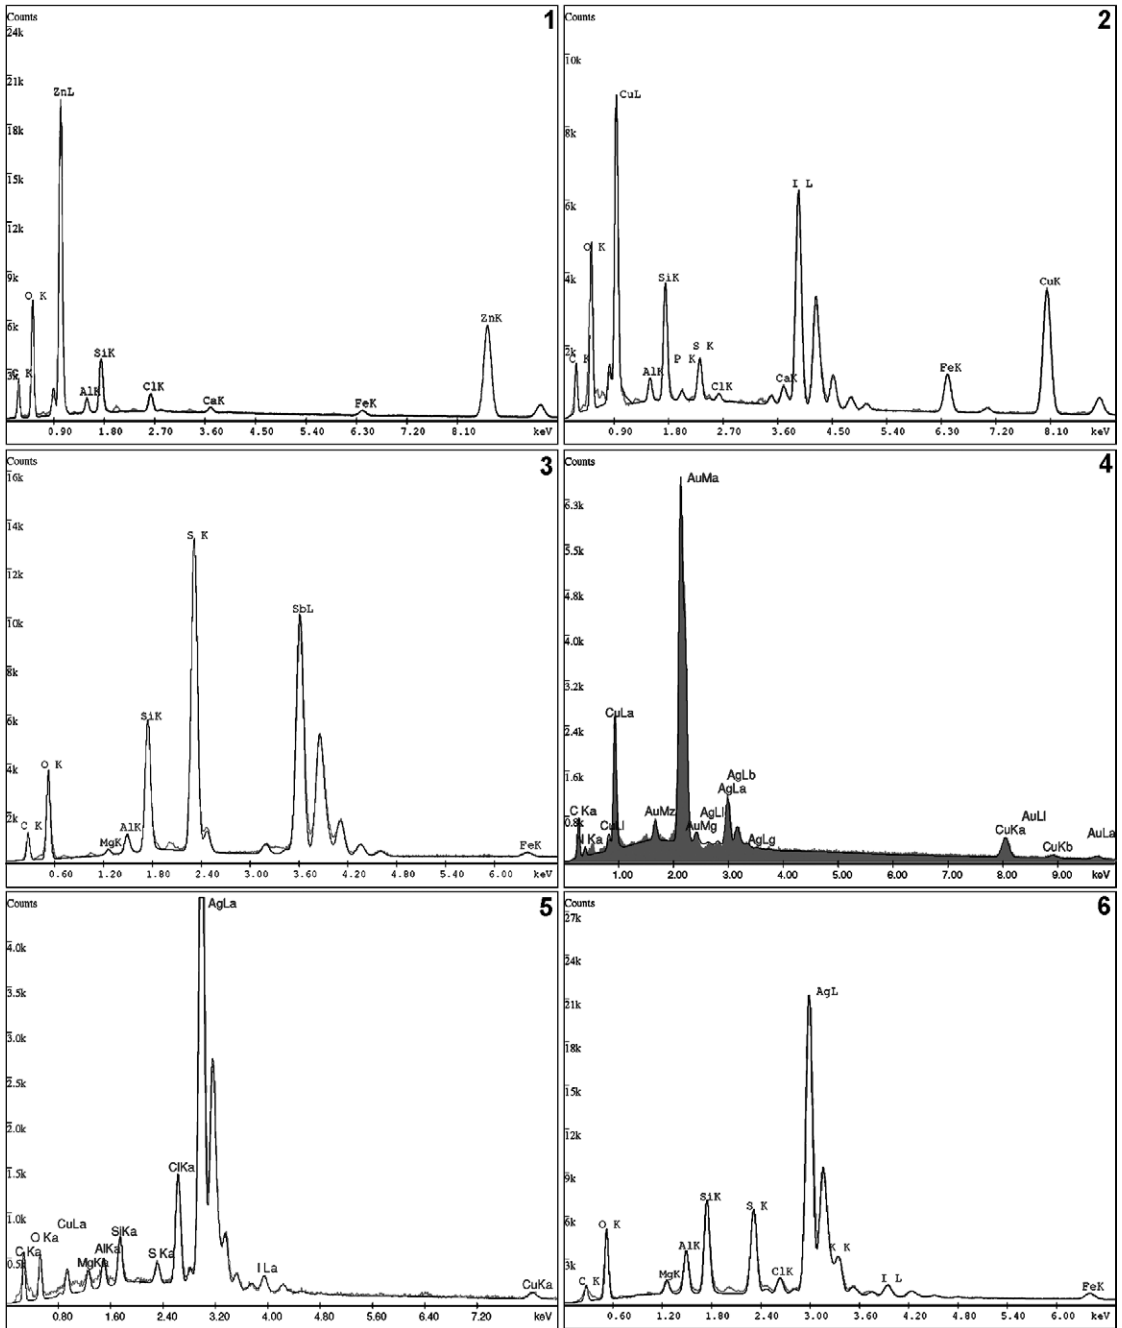 Counts
1
24k
21k
ZnL
18k
15k
12k
9k
O K
6k
ZnK
SiK
C K
3k
AlK
ClK
CaK
FeK
0.90 1.80 2.70 3.60 4.50 5.40 6.30 7.20 8.10 keV
Counts
2
10k
CuL
8k
I L
6k
O K
SiK
CuK
4k
S K
2k
C K
P K
AlK
ClK
CaK
FeK
0.90 1.80 2.70 3.60 4.50 5.40 6.30 7.20 8.10 keV
Counts
3
16k
14k
S K
12k
10k
SbL
8k
6k
SiK
4k
O K
2k
C K
AlK
MgK
FeK
0.60 1.20 1.80 2.40 3.00 3.60 4.20 4.80 5.40 6.00 keV
Counts
4
AuMa
6.3k
5.5k
4.8k
4.0k
3.2k
CuLa
2.4k
1.6k
AgLb
AgLa
C Ka
0.8k
AuMz
AgLl
AuLl
CuLl
AuMg
CuKa
AuLa
N Ka
AgLg
CuKb
1.00 2.00 3.00 4.00 5.00 6.00 7.00 8.00 9.00 keV
Counts
AgLa
5
4.0k
3.5k
3.0k
2.5k
2.0k
1.5k
ClKa
1.0k
CuLa
O Ka
SiKa
C Ka
AlKa
0.5k
MgKa
S Ka
I La
CuKa
0.80 1.60 2.40 3.20 4.00 4.80 5.60 6.40 7.20 keV
Counts
6
27k
24k
AgL
21k
18k
15k
12k
9k
SiK
S K
6k
O K
AlK
K K
3k
MgK
ClK
C K
I L
FeK
0.60 1.20 1.80 2.40 3.00 3.60 4.20 4.80 5.40 6.00 keV